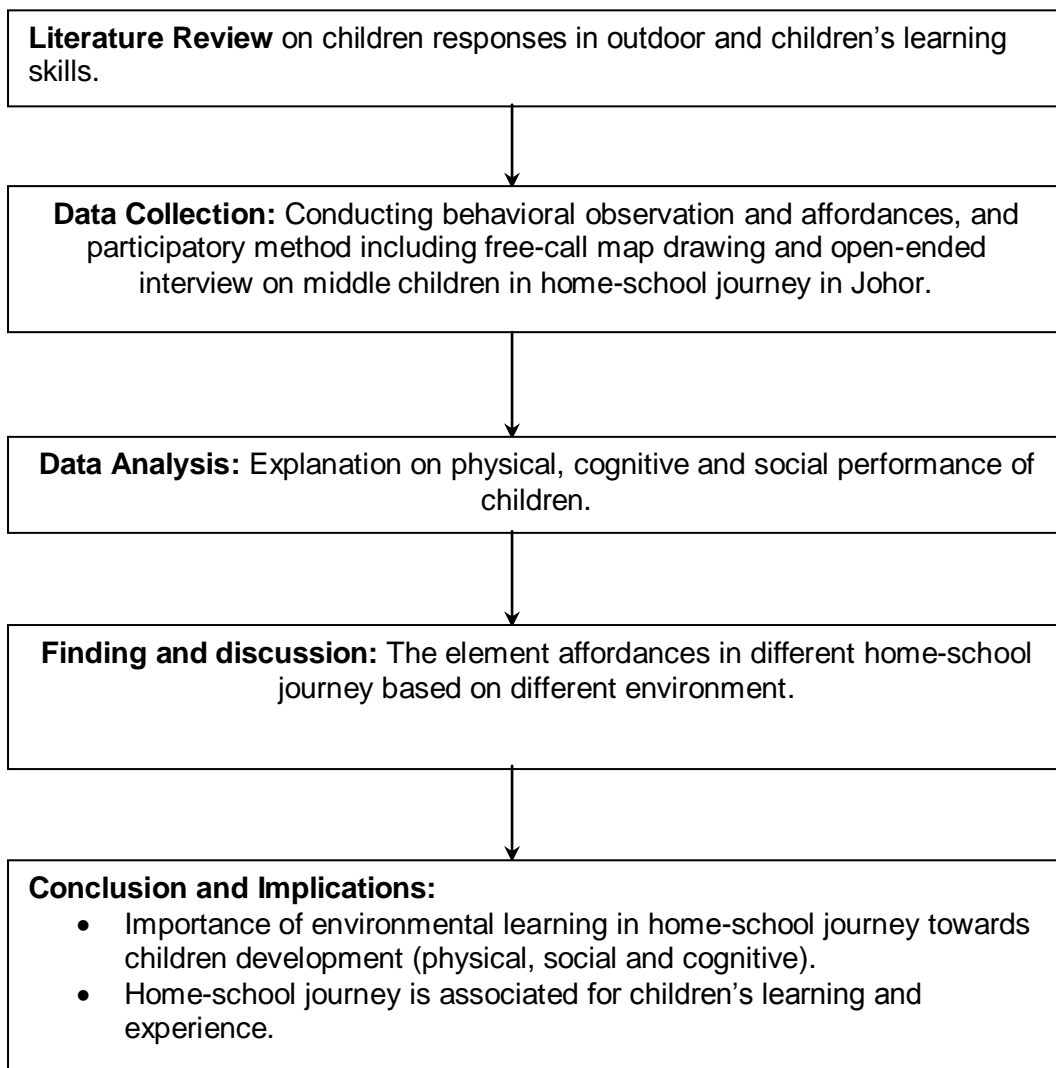 Literature Review on children responses in outdoor and children's learning
skills.
Data Collection: Conducting behavioral observation and affordances, and
participatory method including free-call map drawing and open-ended
interview on middle children in home-school journey in Johor.
Data Analysis: Explanation on physical, cognitive and social performance of
children.
Finding and discussion: The element affordances in different home-school
journey based on different environment.
Conclusion and Implications:
• Importance of environmental learning in home-school journey towards
children development (physical, social and cognitive).
• Home-school journey is associated for children's learning and
experience.